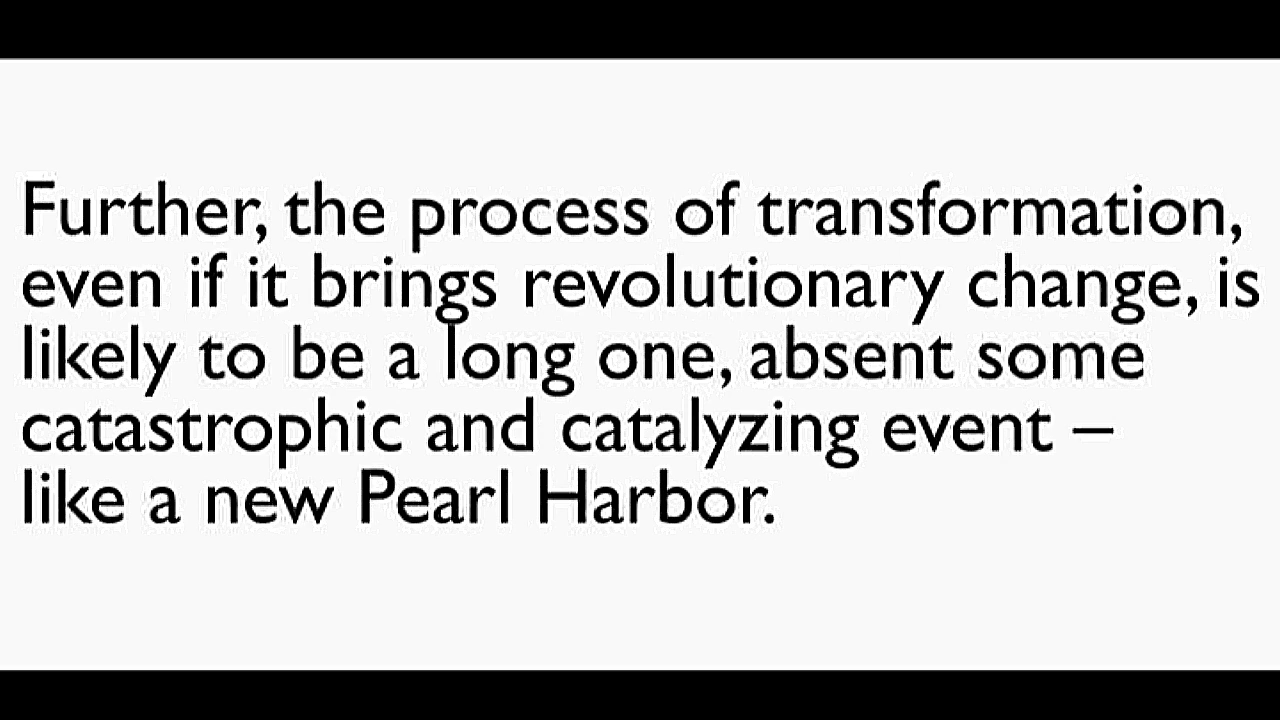 Further, the process of transformation,
even if it brings revolutionary change, is
likely to be a long one, absent some
catastrophic and catalyzing event –
like a new Pearl Harbor.